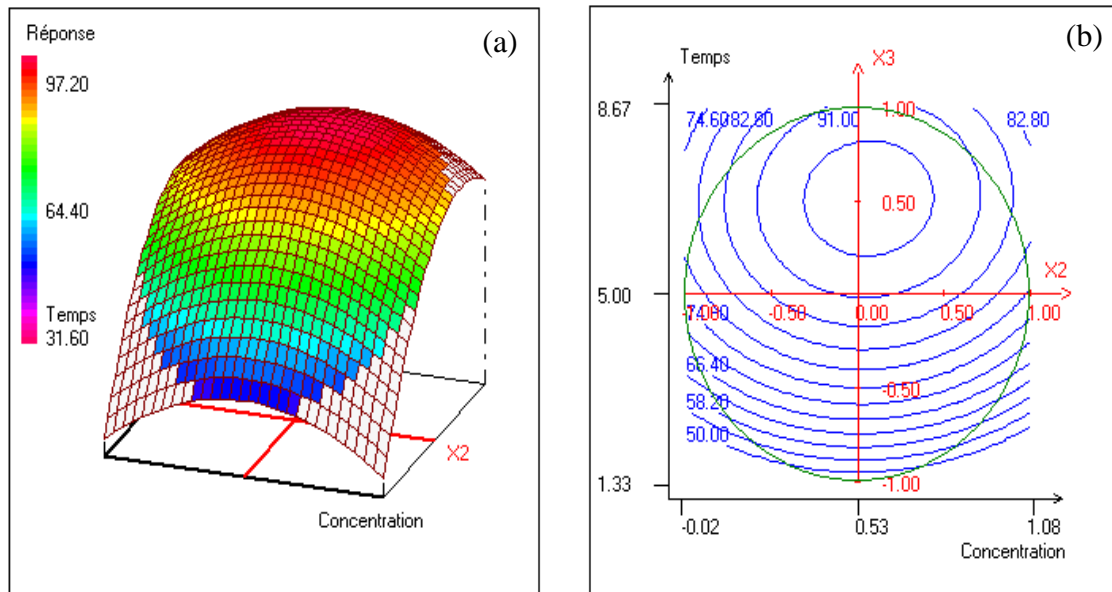 (a)
Réponse
97.20
64.40
Temps
31.60
X2
Concentration
(b)
Temps
X3
8.67
74.60 82.80 91.00 1.00 82.80
0.50
X2
5.00
-0.50 0.00 0.50 1.00
66.40
-0.50
58.20
50.00
1.33
-1.00
-0.02 0.53 1.08
Concentration